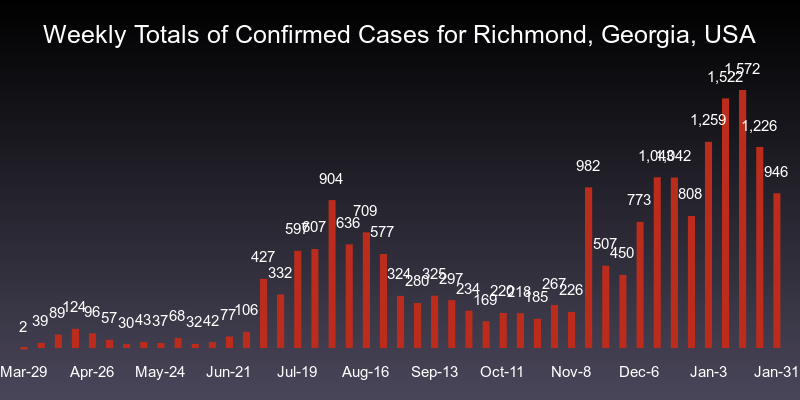 Weekly Totals of Confirmed Cases for Richmond, Georgia, USA
2 39 89 124 96 57 30 43 37 68 32 42 77 106 427 332 597 607 904 636 709 577 324 280 325 297 234 169 220 218 185 267 226 982 507 450 773 1,042 808 1,259 1,522 1,572 1,226 946
Mar-29 Apr-26 May-24 Jun-21 Jul-19 Aug-16 Sep-13 Oct-11 Nov-8 Dec-6 Jan-3 Jan-31